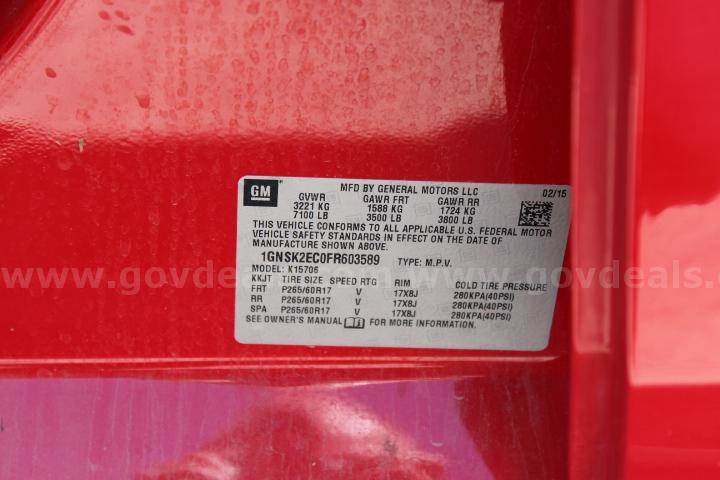 GM
MFD BY GENERAL MOTORS LLC
02/15
GVWR GAWR FRT GAWR RR
3221 KG 1588 KG 1724 KG
7100 LB 3500 LB 3800 LB
THIS VEHICLE CONFORMS TO ALL APPLICABLE U.S. FEDERAL MOTOR
VEHICLE SAFETY STANDARDS IN EFFECT ON THE DATE OF
MANUFACTURE SHOWN ABOVE.
1GNSK2EC0FR603589 TYPE: M.P.V.
MODEL: K15706
KKJT TIRE SIZE SPEED RTG RIM COLD TIRE PRESSURE
FRT P265/60R17 V 17X8J 280KPA(40PSI)
RR P265/60R17 V 17X8J 280KPA(40PSI)
SPA P265/60R17 V 17X8J 280KPA(40PSI)
SEE OWNER'S MANUAL FOR MORE INFORMATION.
www.govdeals.com
www.govdeals.